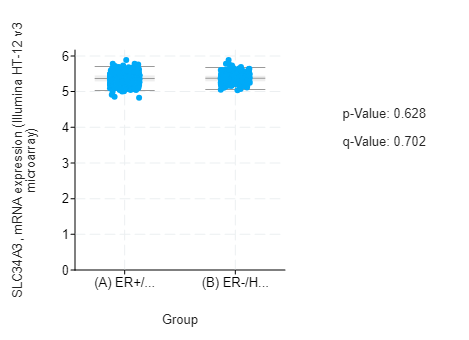 SLC34A3, mRNA expression (Illumina HT-12 v3
microarray)
6
5
4
3
2
1
0
(A) ER+/...
(B) ER-/H...
Group
p-Value: 0.628
q-Value: 0.702